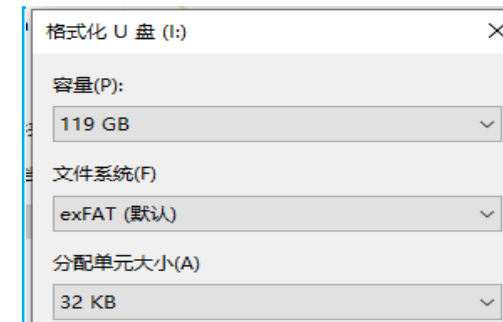 格式化 U 盘 (I:)
容量(P):
119 GB
文件系统(F)
exFAT (默认)
分配单元大小(A)
32 KB